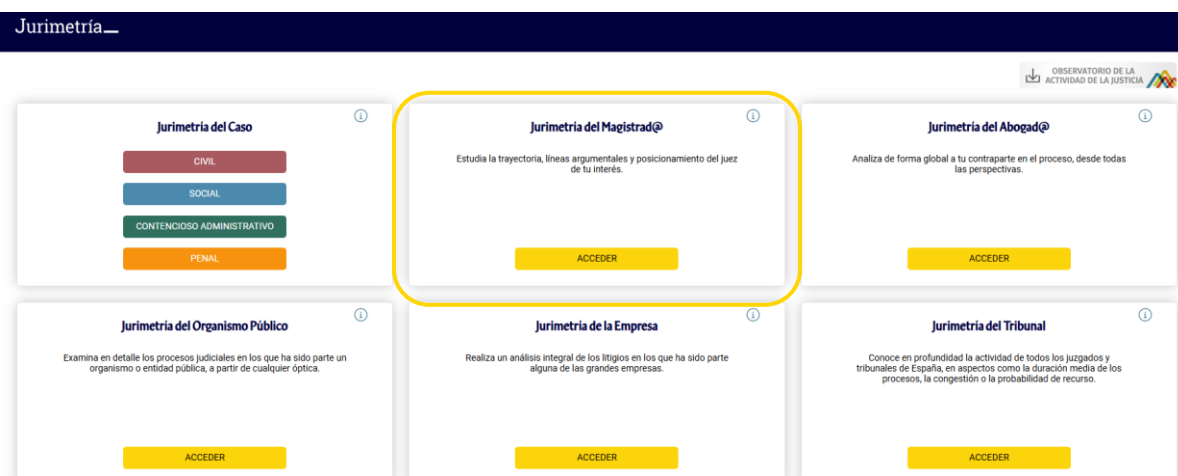 Jurimetría
OBSERVATORIO DE LA
ACTIVIDAD DE LA JUSTICIA
Jurimetria del Caso
CIVIL
SOCIAL
CONTENCIOSO ADMINISTRATIVO
PENAL
Jurimetria del Magistrad@
Estudia la trayectoria, líneas argumentales y posicionamiento del juez
de tu interés.
ACCEDER
Jurimetria del Abogad@
Analiza de forma global a tu contraparte en el proceso, desde todas
las perspectivas.
ACCEDER
Jurimetria del Organismo Público
Examina en detalle los procesos judiciales en los que ha sido parte un
organismo o entidad pública, a partir de cualquier óptica.
ACCEDER
Jurimetria de la Empresa
Realiza un análisis integral de los litigios en los que ha sido parte
alguna de las grandes empresas.
ACCEDER
Jurimetria del Tribunal
Conoce en profundidad la actividad de todos los juzgados y
tribunales de España, en aspectos como la duración media de los
procesos, la congestión o la probabilidad de recurso.
ACCEDER